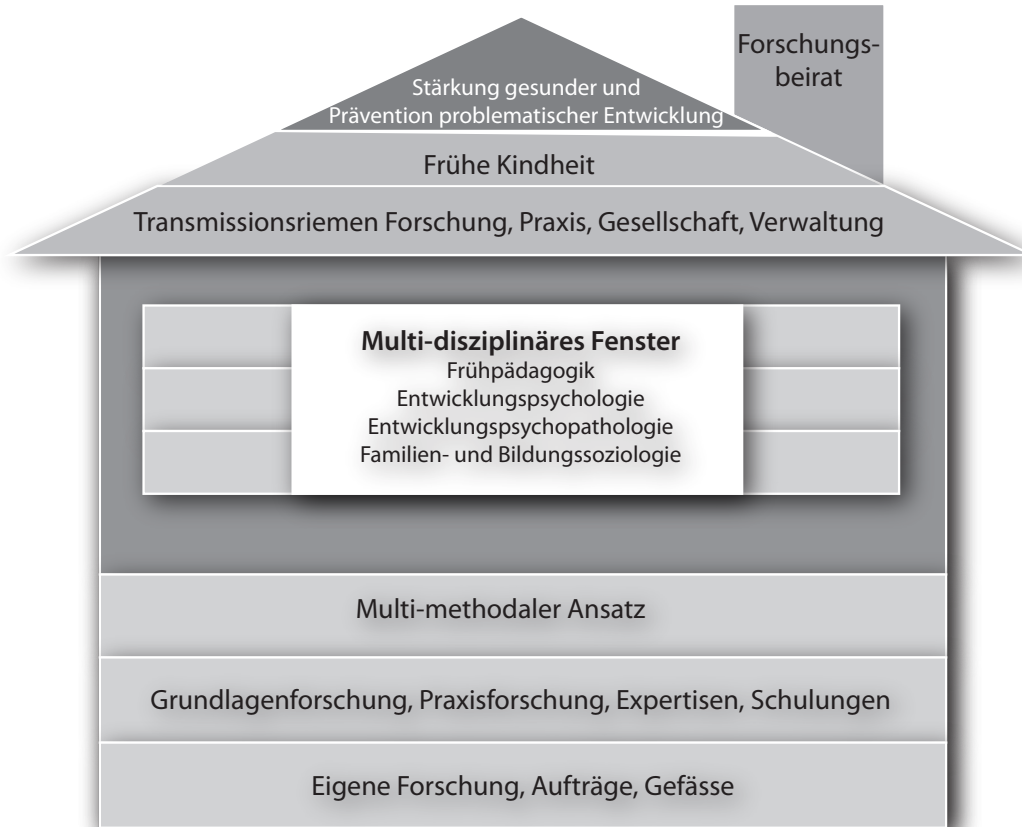 Forschungs-
beirat
Stärkung gesunder und
Prävention problematischer Entwicklung
Frühe Kindheit
Transmissionsriemen Forschung, Praxis, Gesellschaft, Verwaltung
Multi-disziplinäres Fenster
Frühpädagogik
Entwicklungspsychologie
Entwicklungspsychopathologie
Familien- und Bildungssoziologie
Multi-methodaler Ansatz
Grundlagenforschung, Praxisforschung, Expertisen, Schulungen
Eigene Forschung, Aufträge, Gefässe